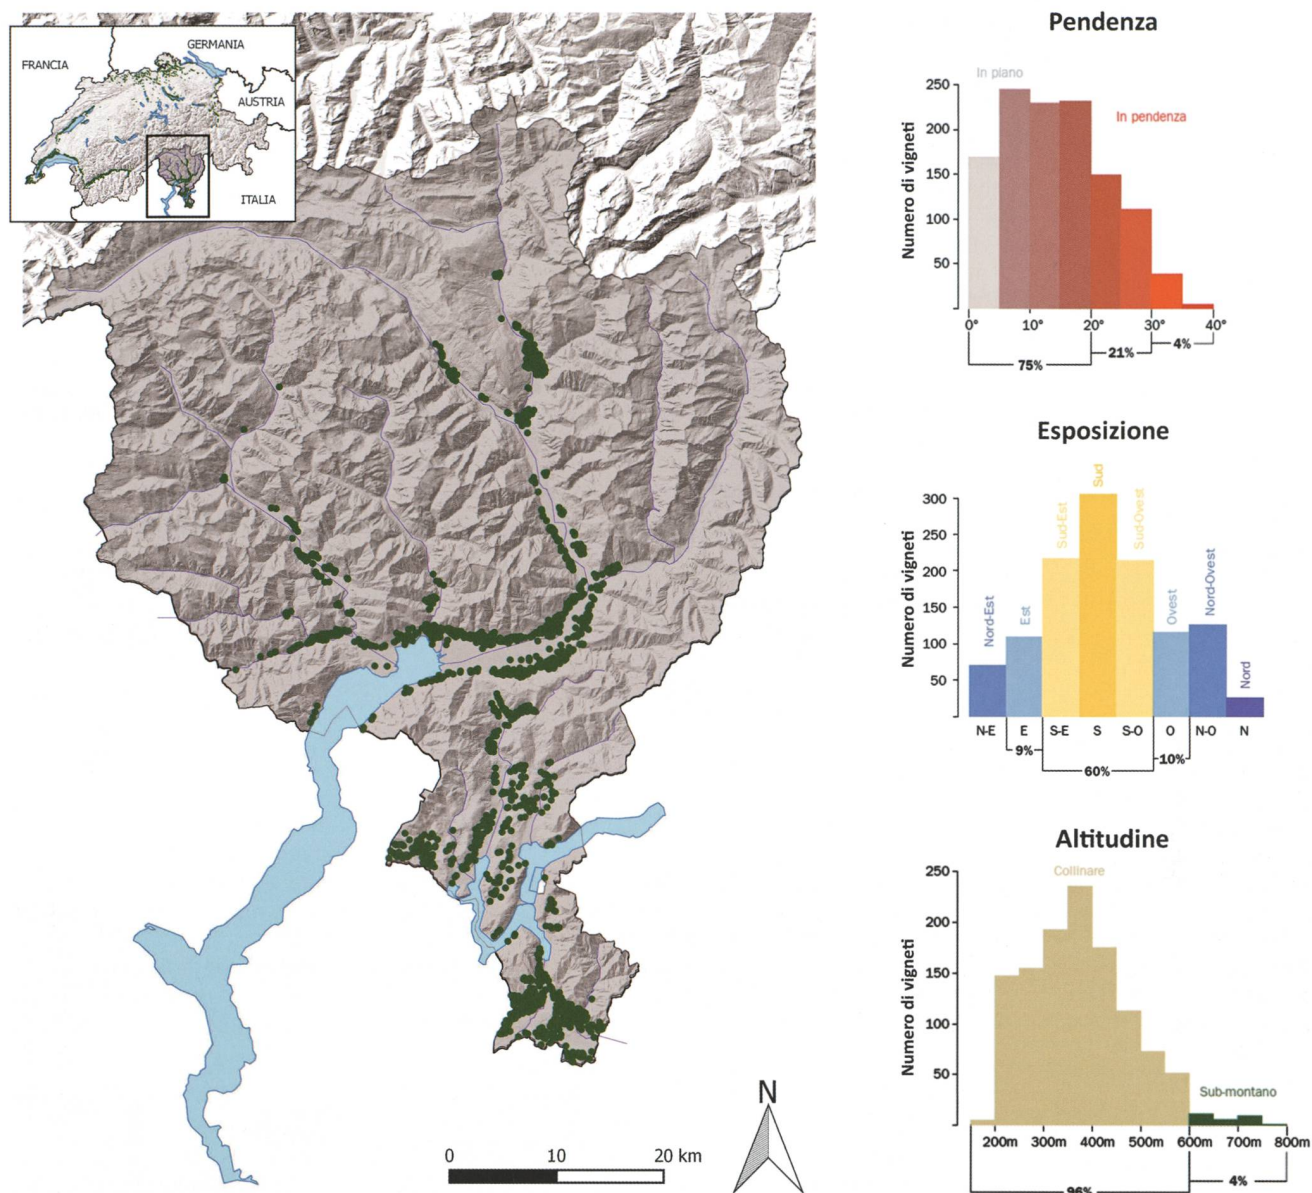 FRANCIA
GERMANIA
AUSTRIA
ITALIA
N
0
10
20 km
Pendenza
In piano
In pendenza
Numero di vigneti
250
200
150
100
50
0°
10°
20°
30°
40°
75%
21%
4%
Esposizione
Numero di vigneti
300
250
200
150
100
50
Nord-Est
Est
Sud-Est
Sud
Sud-Ovest
Ovest
Nord-Ovest
Nord
N-E
E
S-E
S
S-O
O
N-O
N
9%
60%
10%
Altitudine
Collinare
Sub-montano
Numero di vigneti
250
200
150
100
50
200m
300m
400m
500m
600m
700m
800m
96%
4%